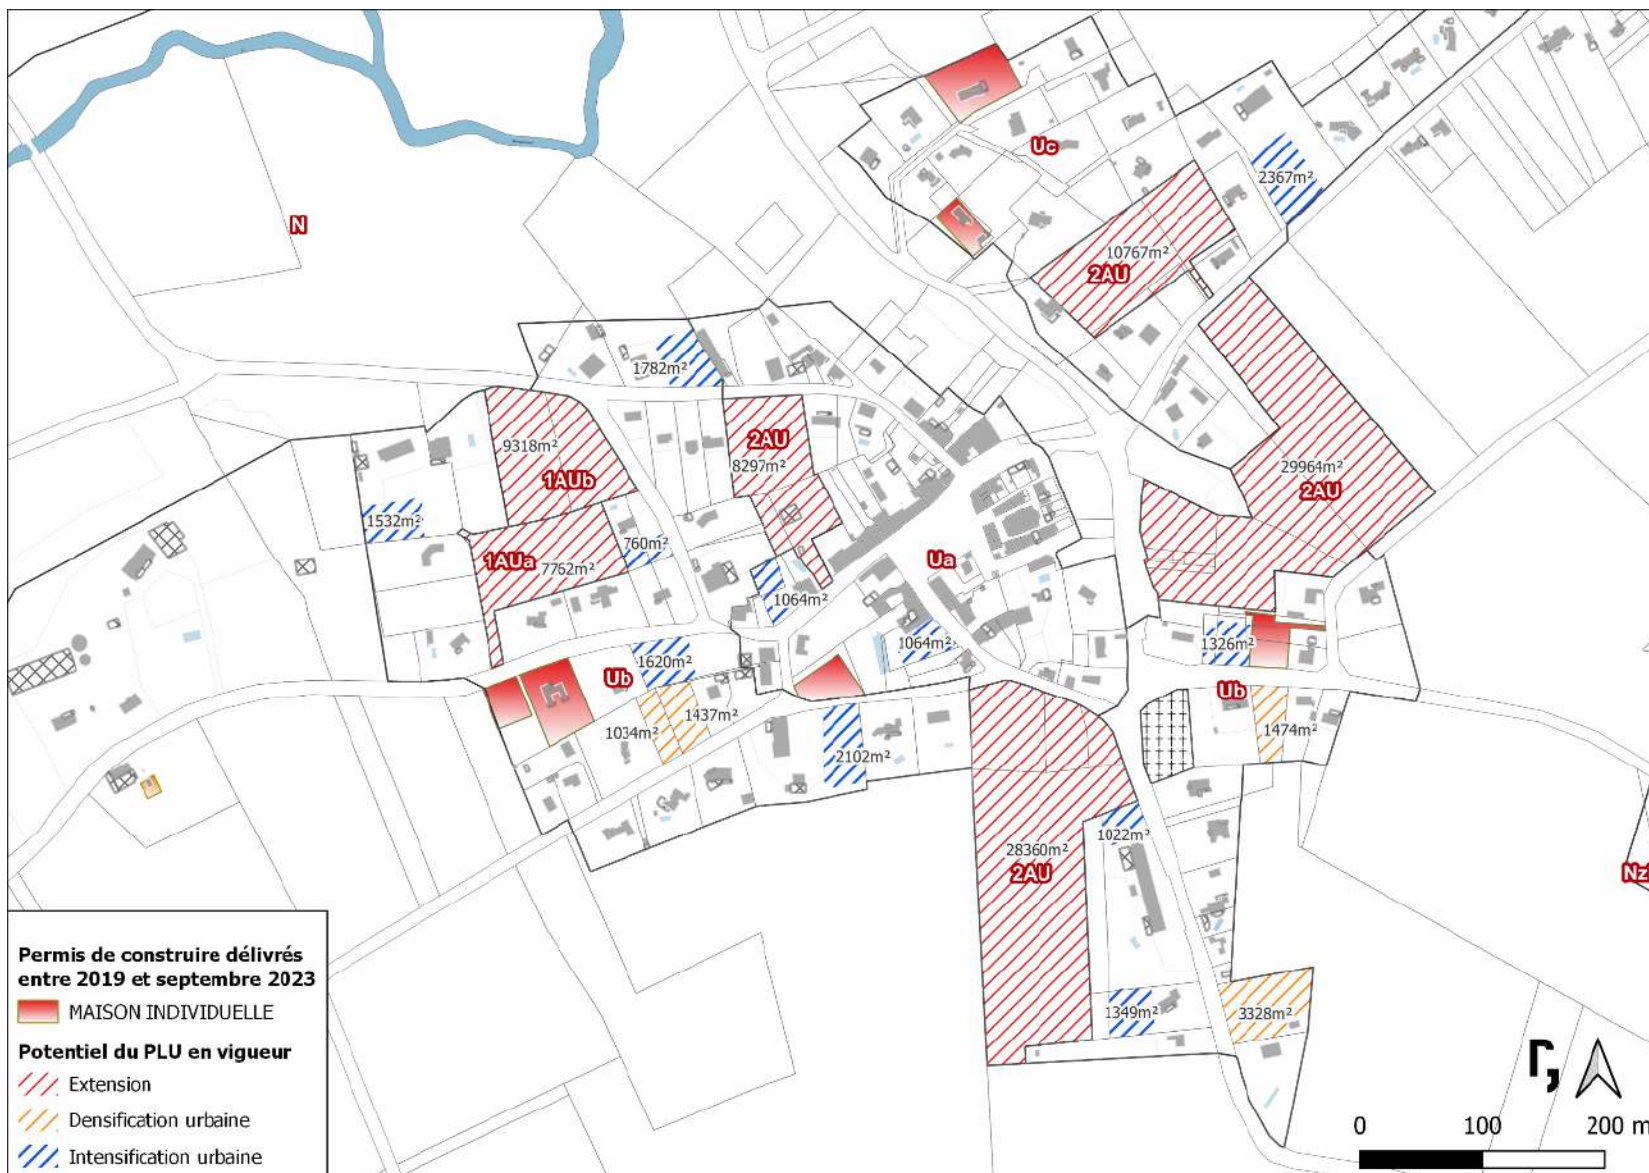 Uc
2367m²
N
10767m²
2AU
1782m²
9318m²
2AU
8297m²
29964m²
2AU
1AUb
1532m²
760m²
1AUa
7762m²
Ua
1064m²
1064m²
1326m²
1620m²
Ub
Ub
1437m²
1034m²
1474m²
2102m²
1022m²
28360m²
2AU
Nzh
1349m²
3328m²
Permis de construire délivrés
entre 2019 et septembre 2023
MAISON INDIVIDUELLE
Potentiel du PLU en vigueur
Extension
Densification urbaine
Intensification urbaine
0 100 200 m